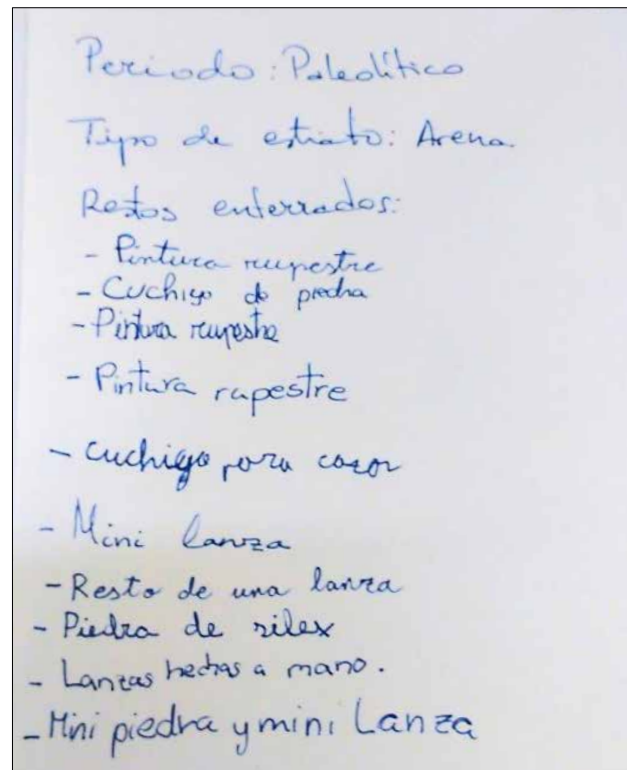 Periodo: Paleolítico
Tipo de estrato: Arena.
Restos enterrados:
- Pintura rupestre
- Cuchiyo de piedra
- Pintura rupestre
- Pintura rupestre
- Cuchiyo para cazar
- Mini lanza
- Resto de una lanza
- Piedra de silex
- Lanzas hechas a mano.
- Mini piedra y mini Lanza